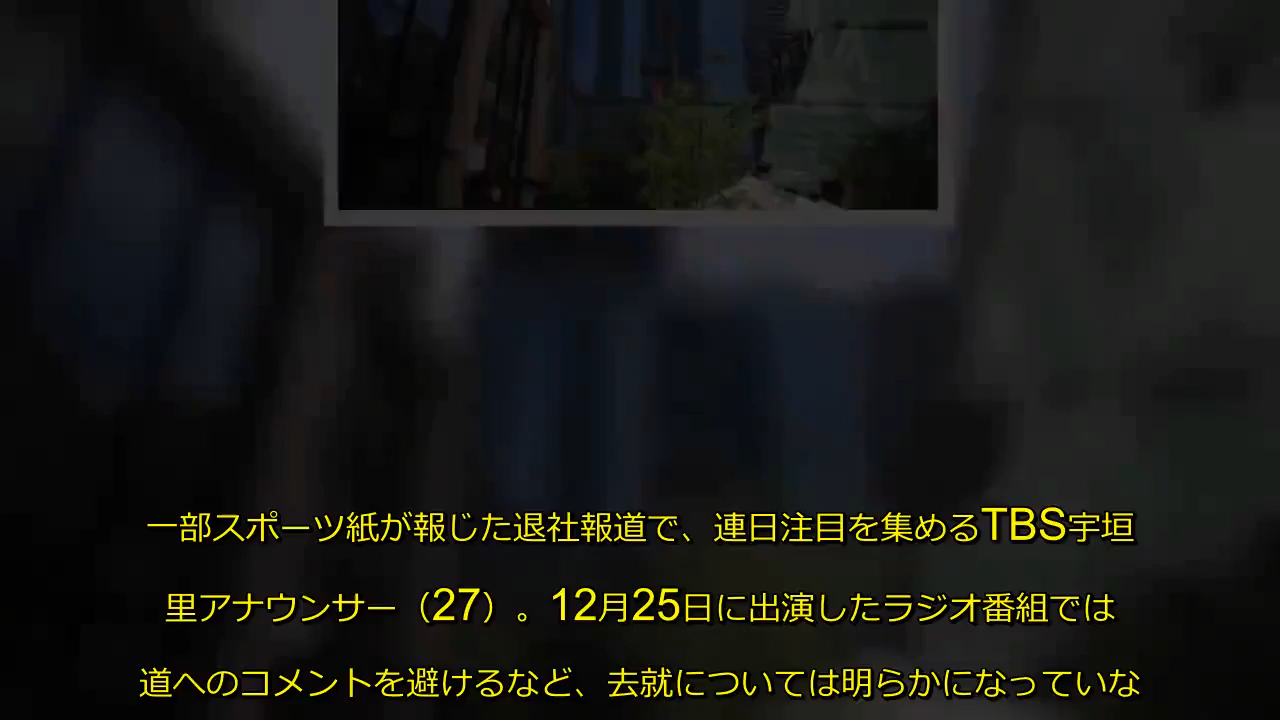 一部スポーツ紙が報じた退社報道で、連日注目を集めるTBS宇垣
里アナウンサー（27）。12月25日に出演したラジオ番組では
道へのコメントを避けるなど、去就については明らかになっていな